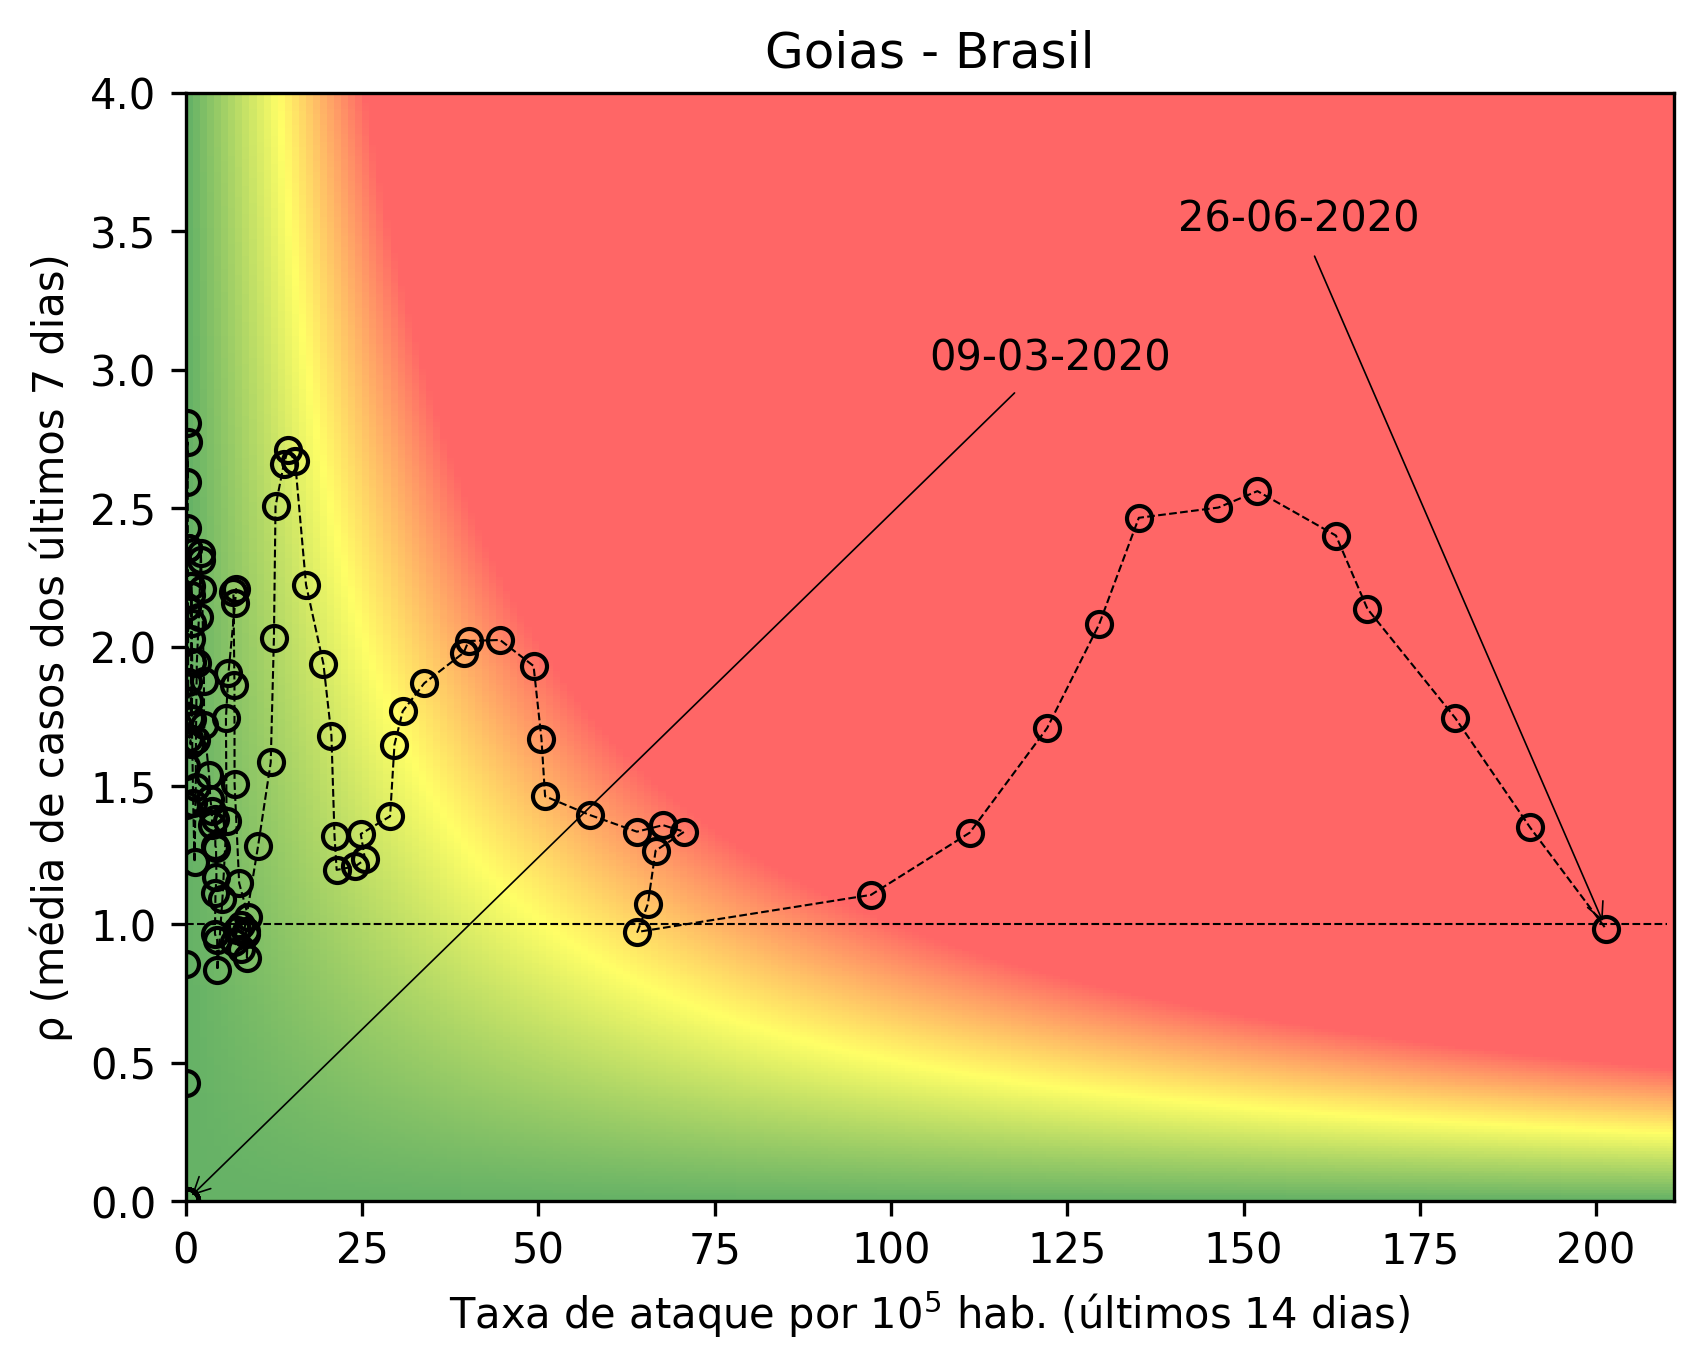 Goias - Brasil
4.0
3.5
3.0
2.5
2.0
1.5
1.0
0.5
0.0
ρ (média de casos dos últimos 7 dias)
26-06-2020
09-03-2020
0 25 50 75 100 125 150 175 200
Taxa de ataque por 10⁵ hab. (últimos 14 dias)